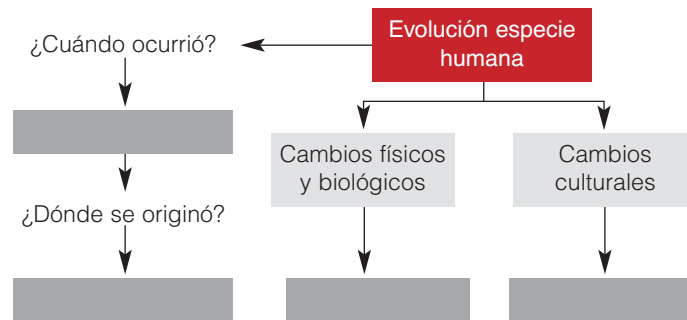 Evolución especie
humana
¿Cuándo ocurrió?
Cambios físicos
y biológicos
Cambios
culturales
¿Dónde se originó?